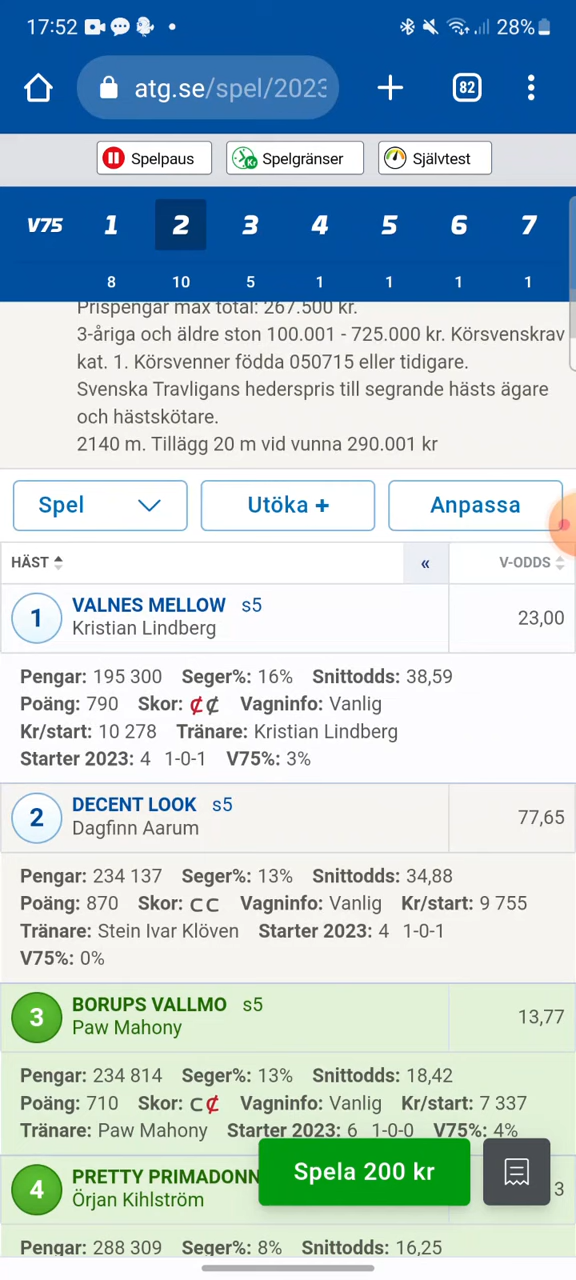 17:52 28%
atg.se/spel/2023 82
Spelpaus Spelgränser Självtest
V75 1 2 3 4 5 6 7
8 10 5 1 1 1 1
Prispengar max total: 267.500 kr.
3-åriga och äldre ston 100.001 - 725.000 kr. Körsvenskrav
kat. 1. Körsvenner födda 050715 eller tidigare.
Svenska Travligans hederspris till segrande hästs ägare
och hästskötare.
2140 m. Tillägg 20 m vid vunna 290.001 kr
Spel Utöka + Anpassa
HÄST « V-ODDS
1 VALNES MELLOW s5 23,00
Kristian Lindberg
Pengar: 195 300 Seger%: 16% Snittodds: 38,59
Poäng: 790 Skor: ȼȼ Vagninfo: Vanlig
Kr/start: 10 278 Tränare: Kristian Lindberg
Starter 2023: 4 1-0-1 V75%: 3%
2 DECENT LOOK s5 77,65
Dagfinn Aarum
Pengar: 234 137 Seger%: 13% Snittodds: 34,88
Poäng: 870 Skor: CC Vagninfo: Vanlig Kr/start: 9 755
Tränare: Stein Ivar Klöven Starter 2023: 4 1-0-1
V75%: 0%
3 BORUPS VALLMO s5 13,77
Paw Mahony
Pengar: 234 814 Seger%: 13% Snittodds: 18,42
Poäng: 710 Skor: Cȼ Vagninfo: Vanlig Kr/start: 7 337
Tränare: Paw Mahony Starter 2023: 6 1-0-0 V75%: 4%
Spela 200 kr
4 PRETTY PRIMADONN 3
Örjan Kihlström
Pengar: 288 309 Seger%: 8% Snittodds: 16,25